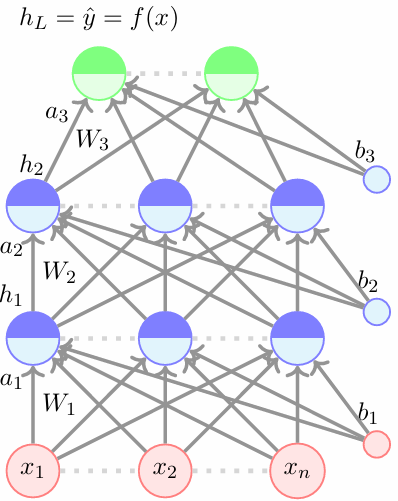 h_L = ŷ = f(x)
a_3
W_3
b_3
h_2
a_2
W_2
b_2
h_1
a_1
W_1
b_1
x_1 x_2 x_n